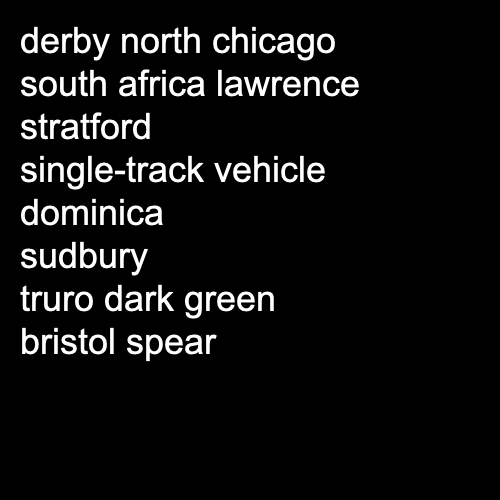 derby north chicago
south africa lawrence
stratford
single-track vehicle
dominica
sudbury
truro dark green
bristol spear